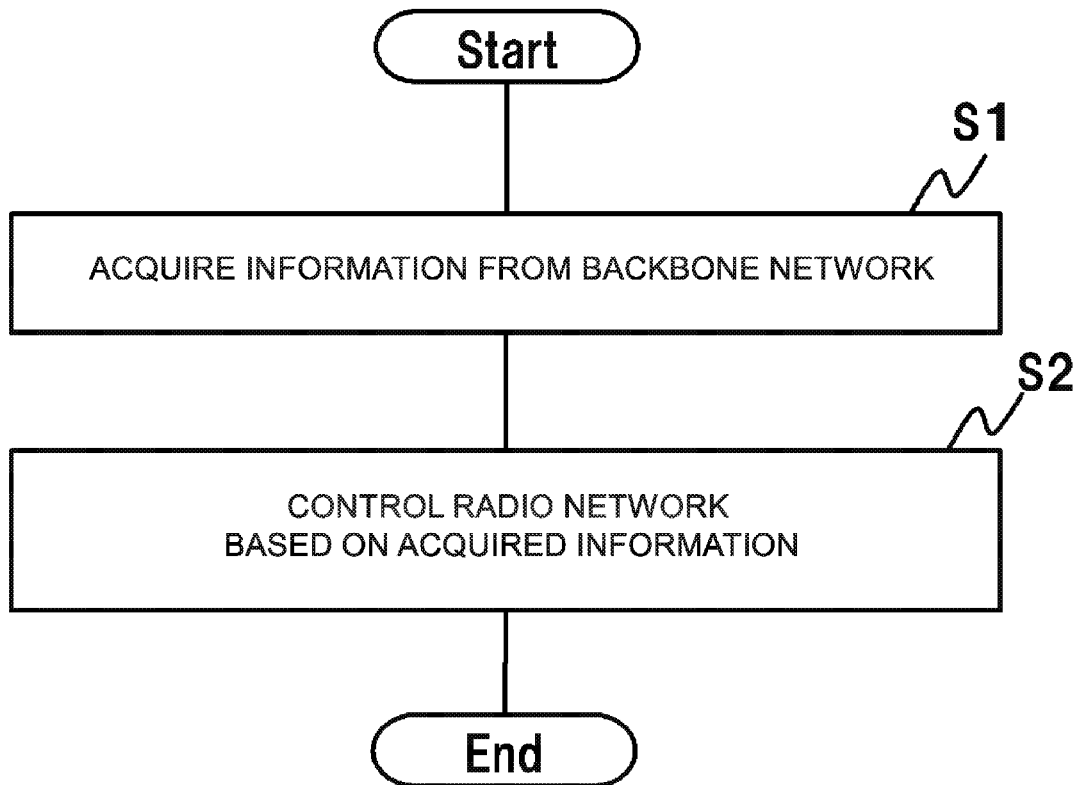 Start
S1
ACQUIRE INFORMATION FROM BACKBONE NETWORK
S2
CONTROL RADIO NETWORK
BASED ON ACQUIRED INFORMATION
End